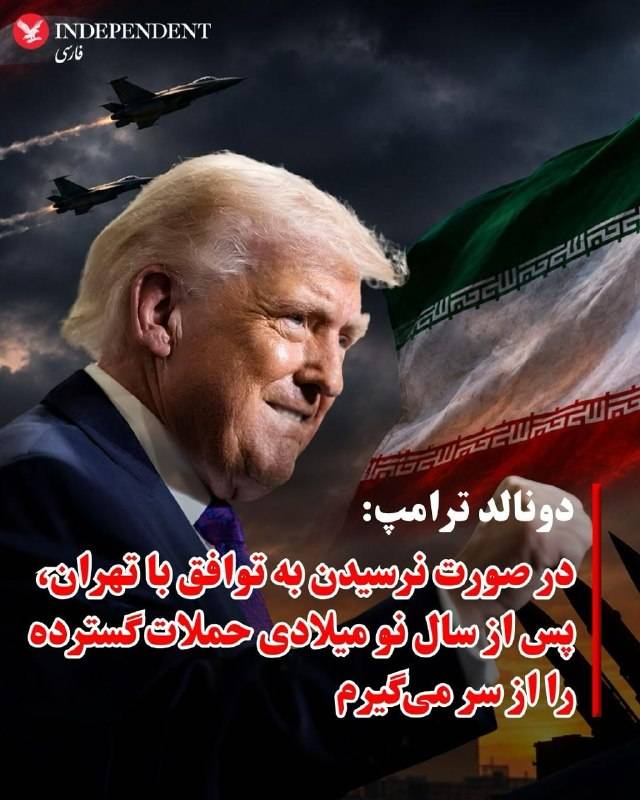 INDEPENDENT
فارسی
دونالد ترامپ:
در صورت نرسیدن به توافق با تهران،
پس از سال نو میلادی حملات گسترده
را از سر می‌گیرم